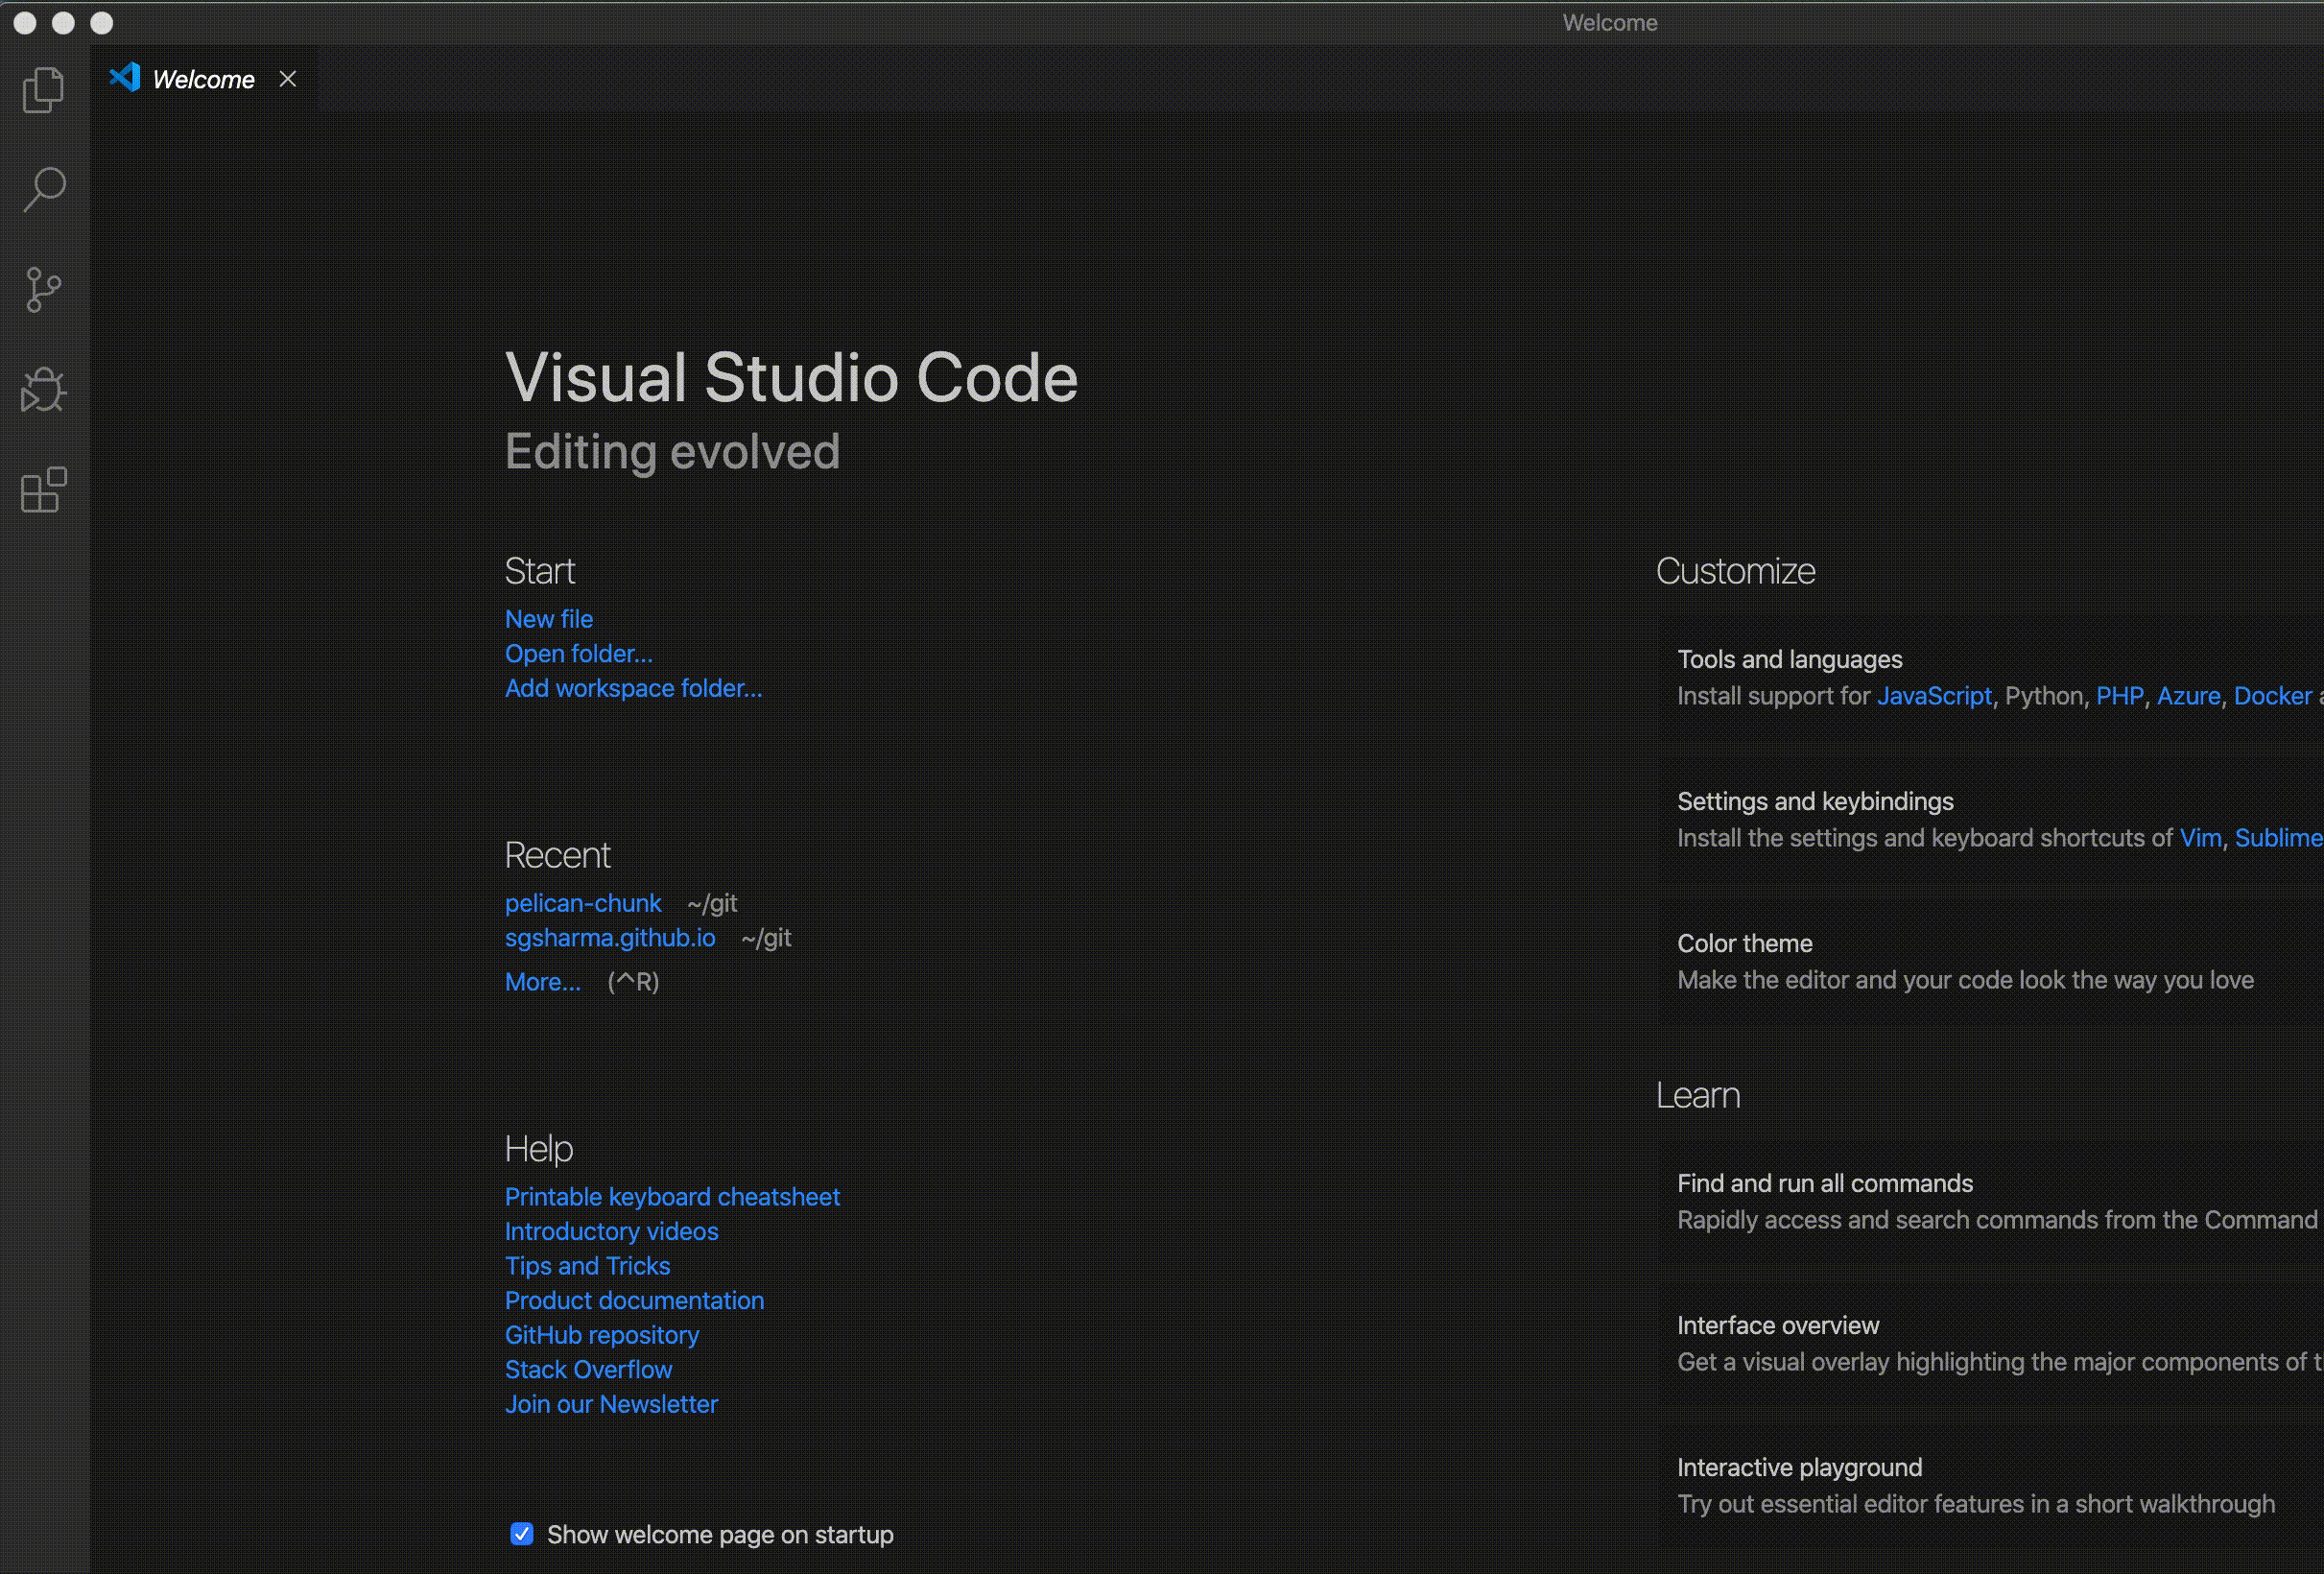 Welcome
Welcome
Visual Studio Code
Editing evolved
Start
New file
Open folder...
Add workspace folder...
Recent
pelican-chunk ~/git
sgsharma.github.io ~/git
More... (^R)
Help
Printable keyboard cheatsheet
Introductory videos
Tips and Tricks
Product documentation
GitHub repository
Stack Overflow
Join our Newsletter
Show welcome page on startup
Customize
Tools and languages
Install support for JavaScript, Python, PHP, Azure, Docker
Settings and keybindings
Install the settings and keyboard shortcuts of Vim, Sublime
Color theme
Make the editor and your code look the way you love
Learn
Find and run all commands
Rapidly access and search commands from the Command
Interface overview
Get a visual overlay highlighting the major components of
Interactive playground
Try out essential editor features in a short walkthrough